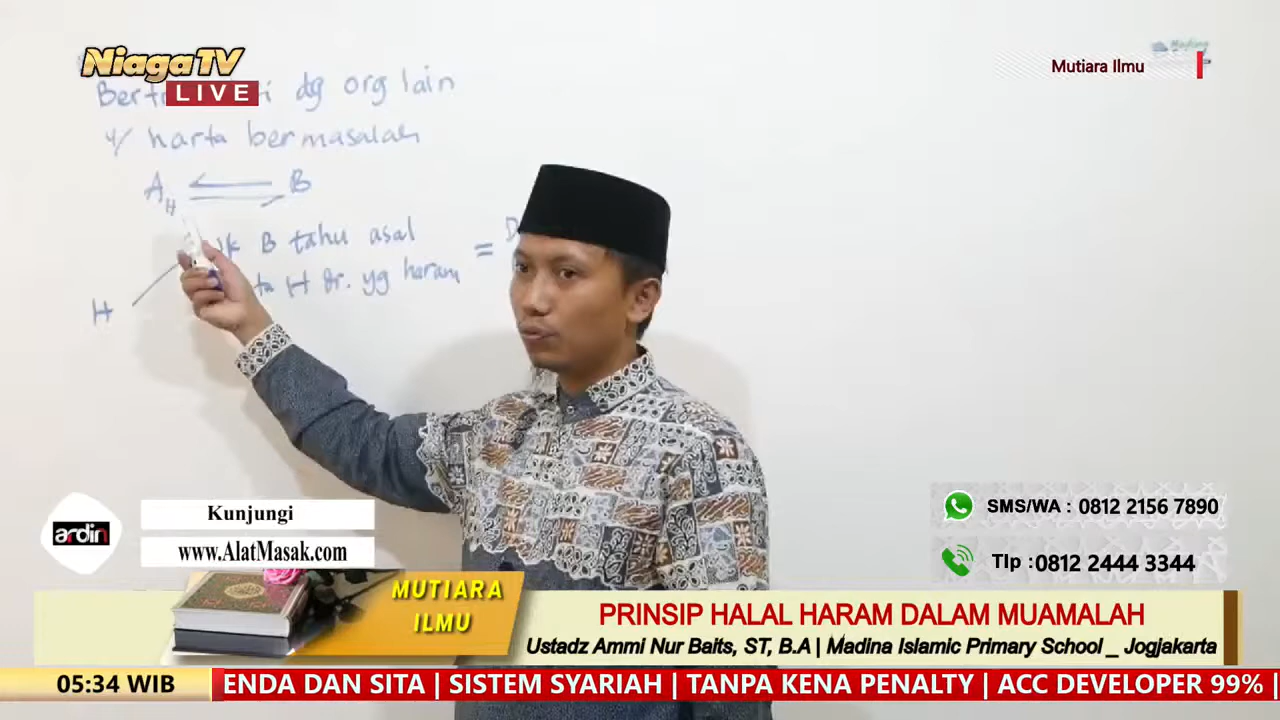 NiagaTV
LIVE
Mutiara Ilmu
dg org lain
harta bermasalah
A H B
B tahu asal
H dr. yg haram
=
H
Kunjungi
ardin
www.AlatMasak.com
SMS/WA : 0812 2156 7890
Tlp : 0812 2444 3344
MUTIARA
ILMU
PRINSIP HALAL HARAM DALAM MUAMALAH
Ustadz Ammi Nur Baits, ST, B.A | Madina Islamic Primary School _ Jogjakarta
05:34 WIB
ENDA DAN SITA | SISTEM SYARIAH | TANPA KENA PENALTY | ACC DEVELOPER 99% |